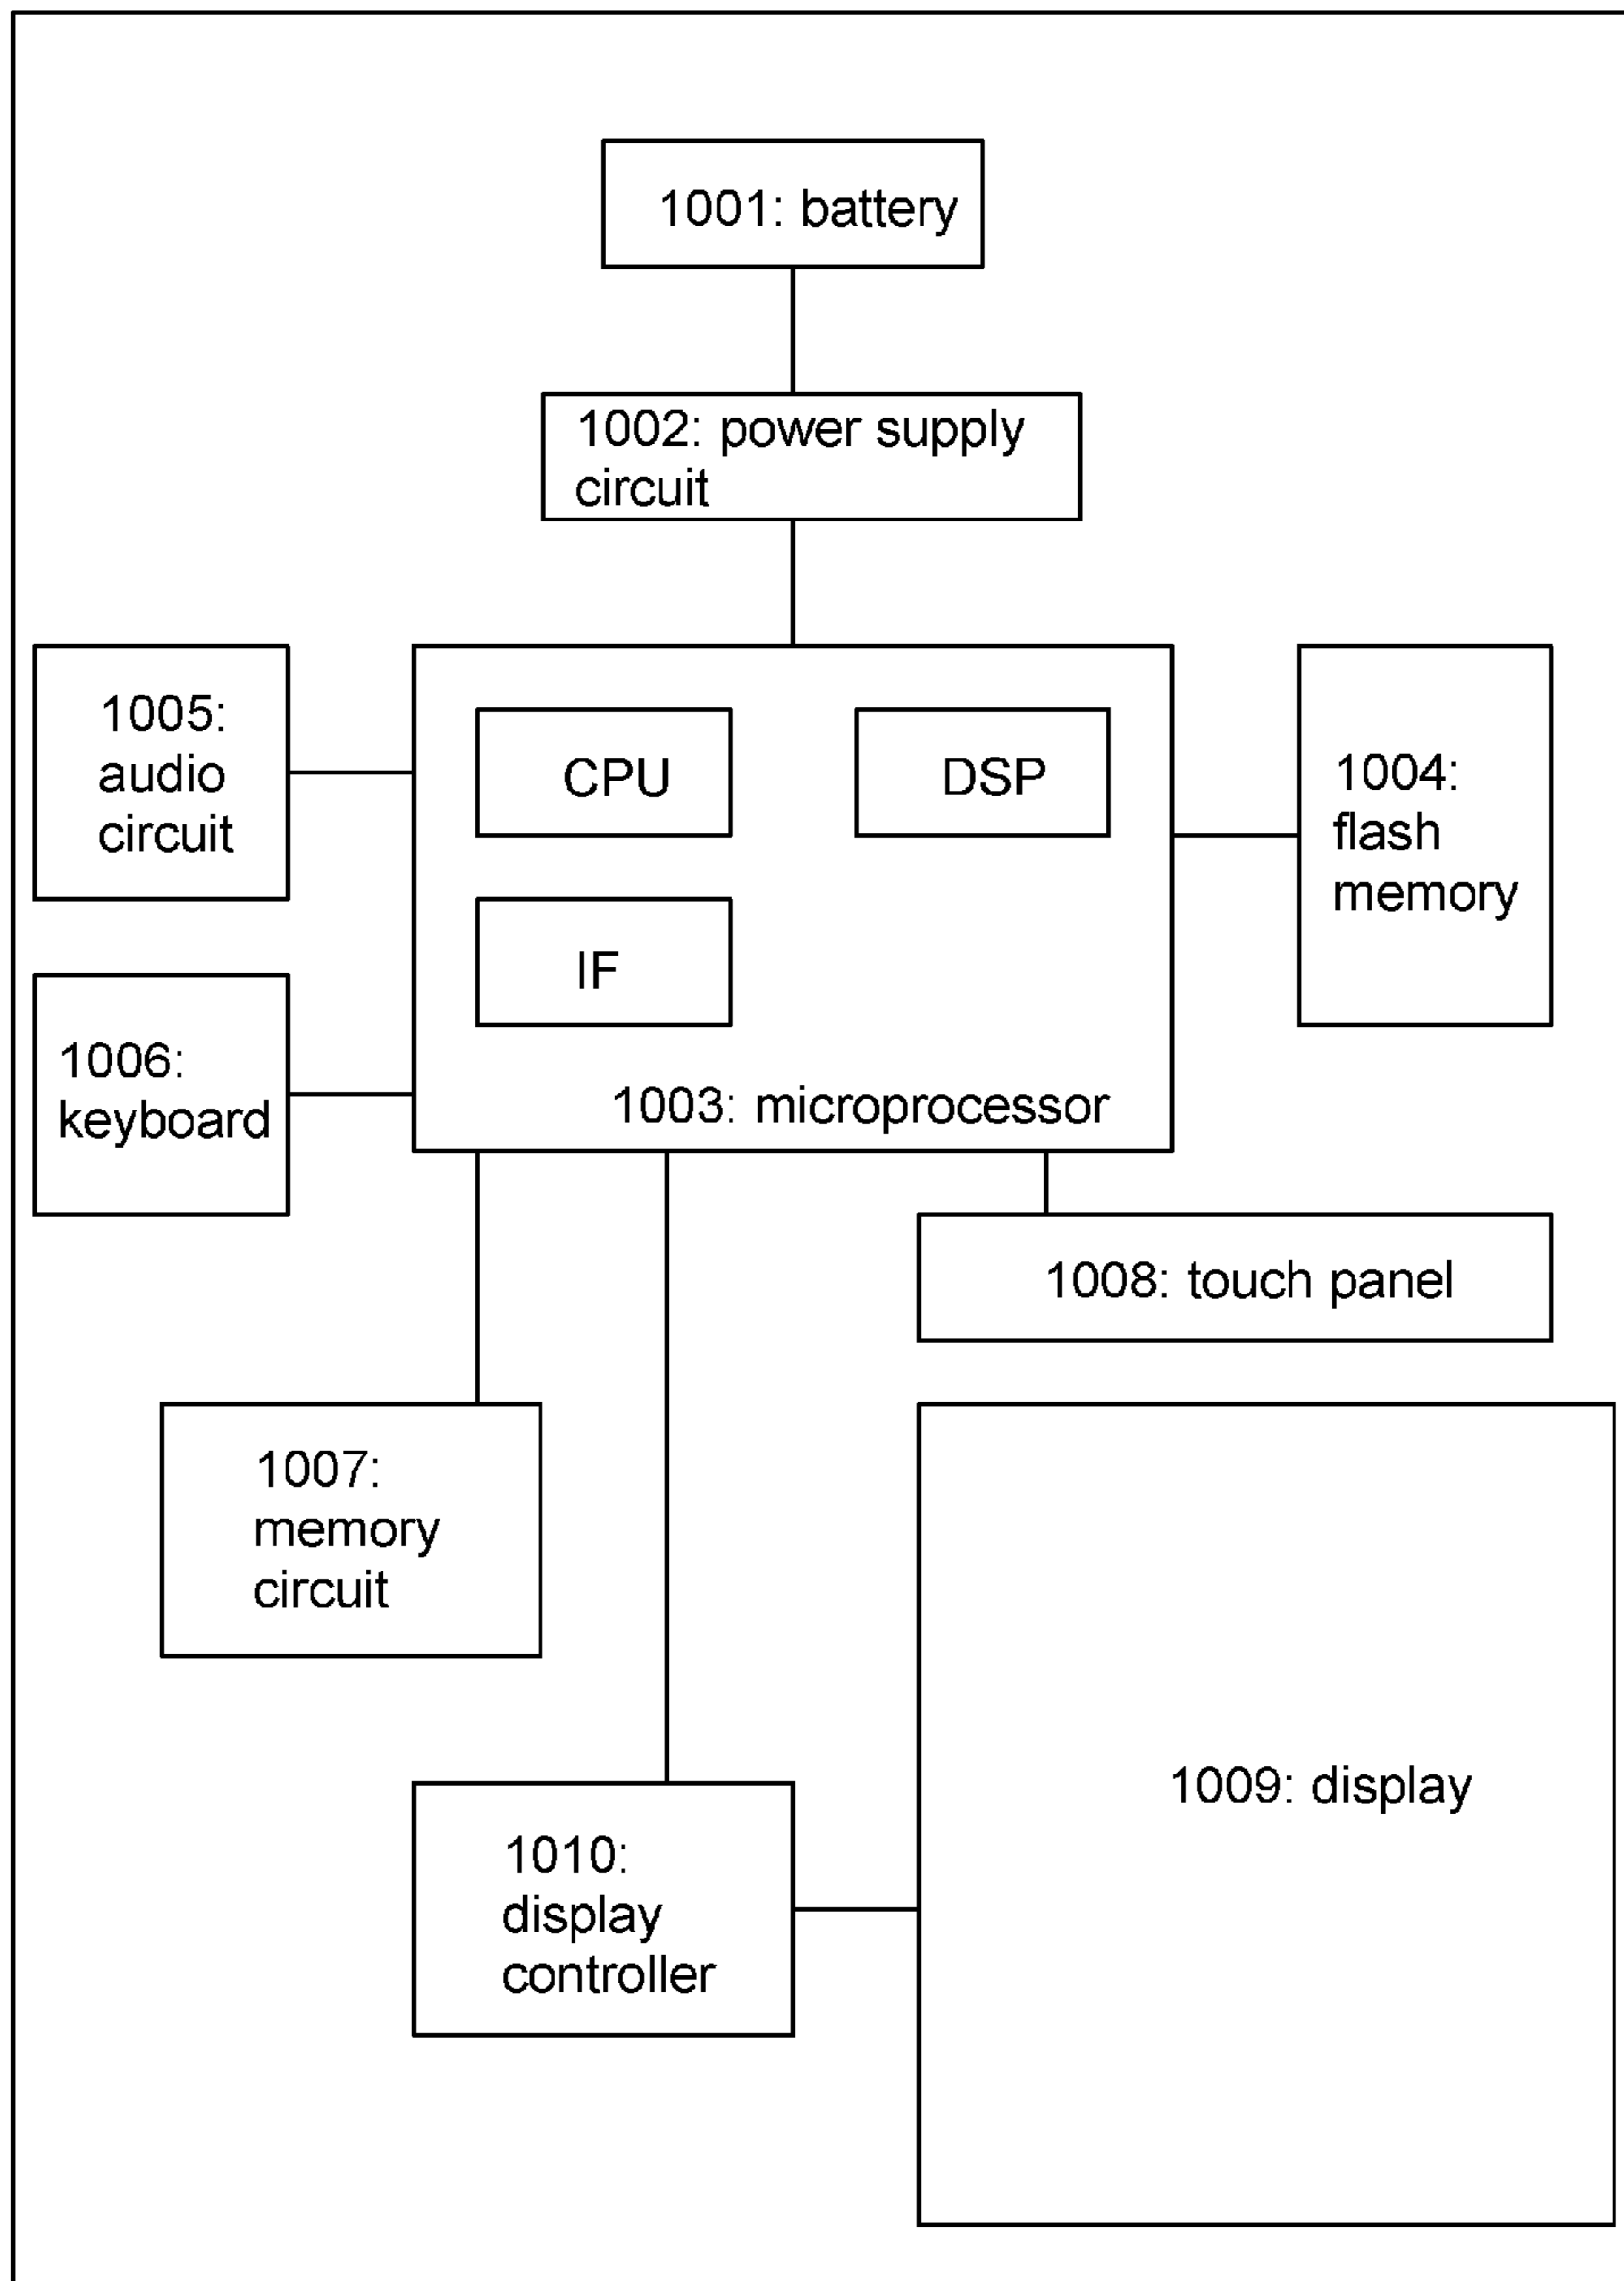 1001: battery
1002: power supply
circuit
1005:
audio
circuit
CPU
DSP
1004:
flash
memory
IF
1006:
keyboard
1003: microprocessor
1008: touch panel
1007:
memory
circuit
1009: display
1010:
display
controller